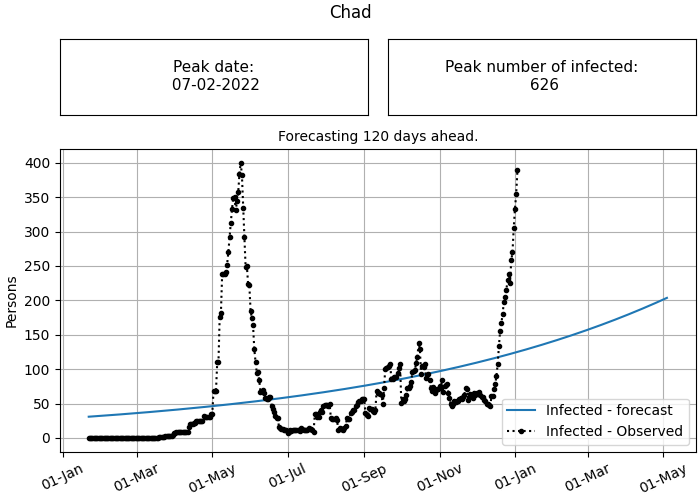 Chad
Peak date:
07-02-2022
Peak number of infected:
626
Forecasting 120 days ahead.
Persons
400
350
300
250
200
150
100
50
0
Infected - forecast
Infected - Observed
01-Jan
01-Mar
01-May
01-Jul
01-Sep
01-Nov
01-Jan
01-Mar
01-May